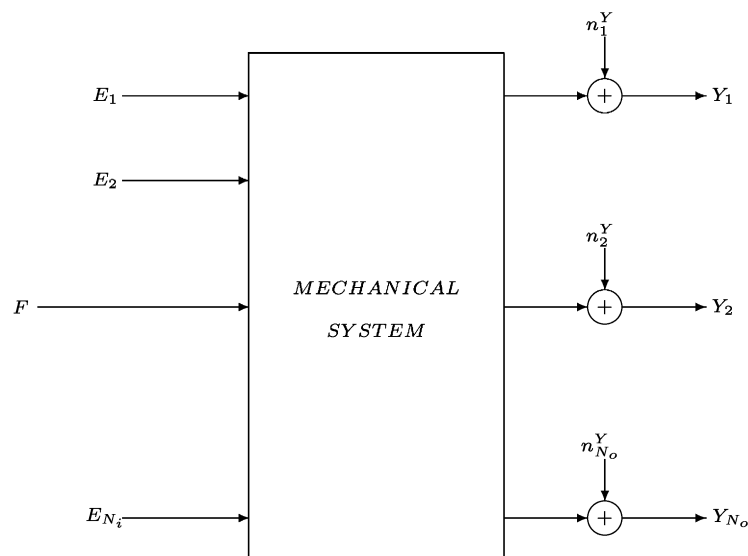 n_1^Y
E_1
+
Y_1
E_2
n_2^Y
MECHANICAL
F
+
Y_2
SYSTEM
n_{N_o}^Y
E_{N_i}
+
Y_{N_o}